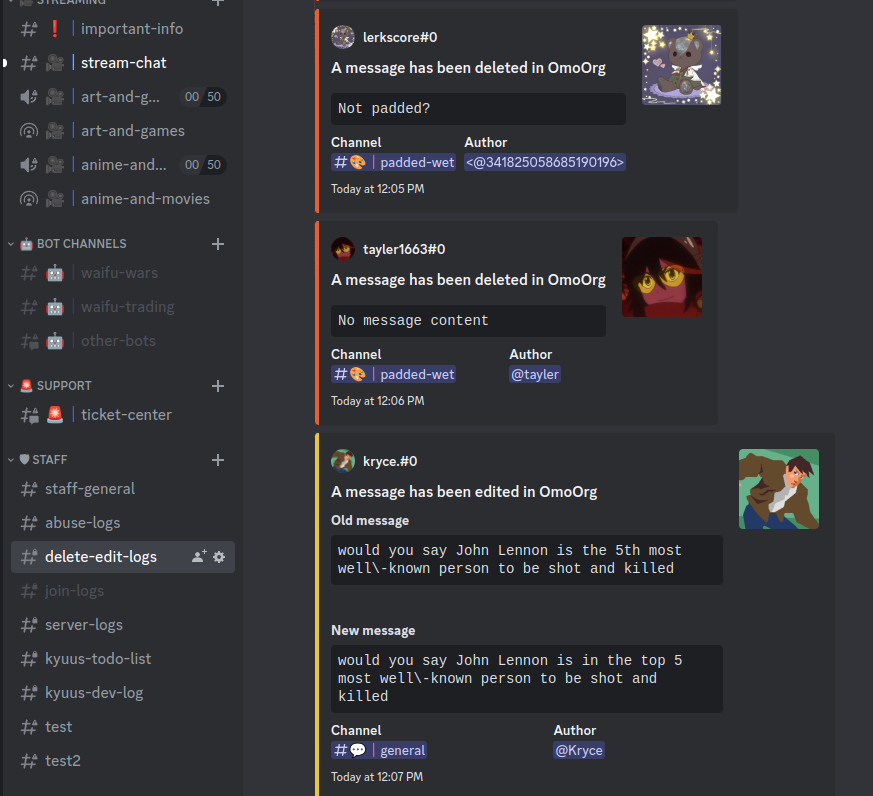 STREAMING
important-info
stream-chat
art-and-g... 00 50
art-and-games
anime-and... 00 50
anime-and-movies
BOT CHANNELS
waifu-wars
waifu-trading
other-bots
SUPPORT
ticket-center
STAFF
staff-general
abuse-logs
delete-edit-logs
join-logs
server-logs
kyuus-todo-list
kyuus-dev-log
test
test2
lerkscore#0
A message has been deleted in OmoOrg
Not padded?
Channel Author
#🎨 | padded-wet <@341825058685190196>
Today at 12:05 PM
tayler1663#0
A message has been deleted in OmoOrg
No message content
Channel Author
#🎨 | padded-wet @tayler
Today at 12:06 PM
kryce.#0
A message has been edited in OmoOrg
Old message
would you say John Lennon is the 5th most
well\-known person to be shot and killed
New message
would you say John Lennon is in the top 5
most well\-known person to be shot and
killed
Channel Author
#💬 | general @Kryce
Today at 12:07 PM